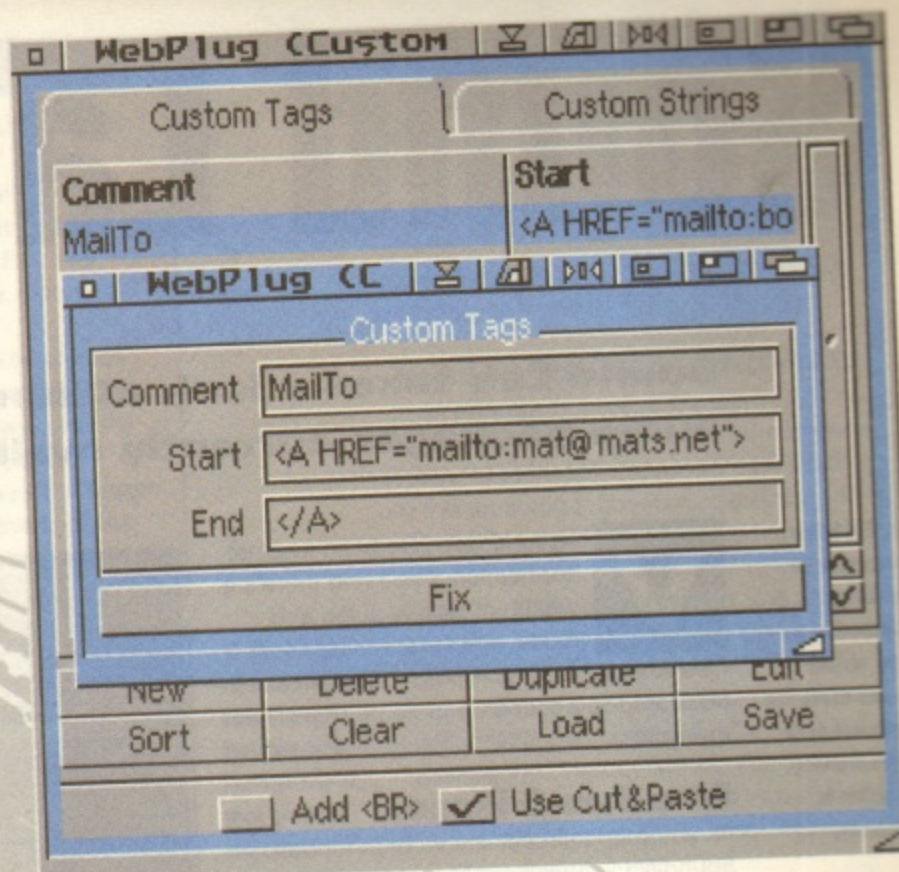 WebPlug (Custom
Custom Tags
Custom Strings
Comment
Start
MailTo
<A HREF="mailto:bo
WebPlug (C
Custom Tags
Comment
MailTo
Start
<A HREF="mailto:mat@mats.net">
End
</A>
Fix
New
Delete
Duplicate
Edit
Sort
Clear
Load
Save
Add <BR>
Use Cut&Paste